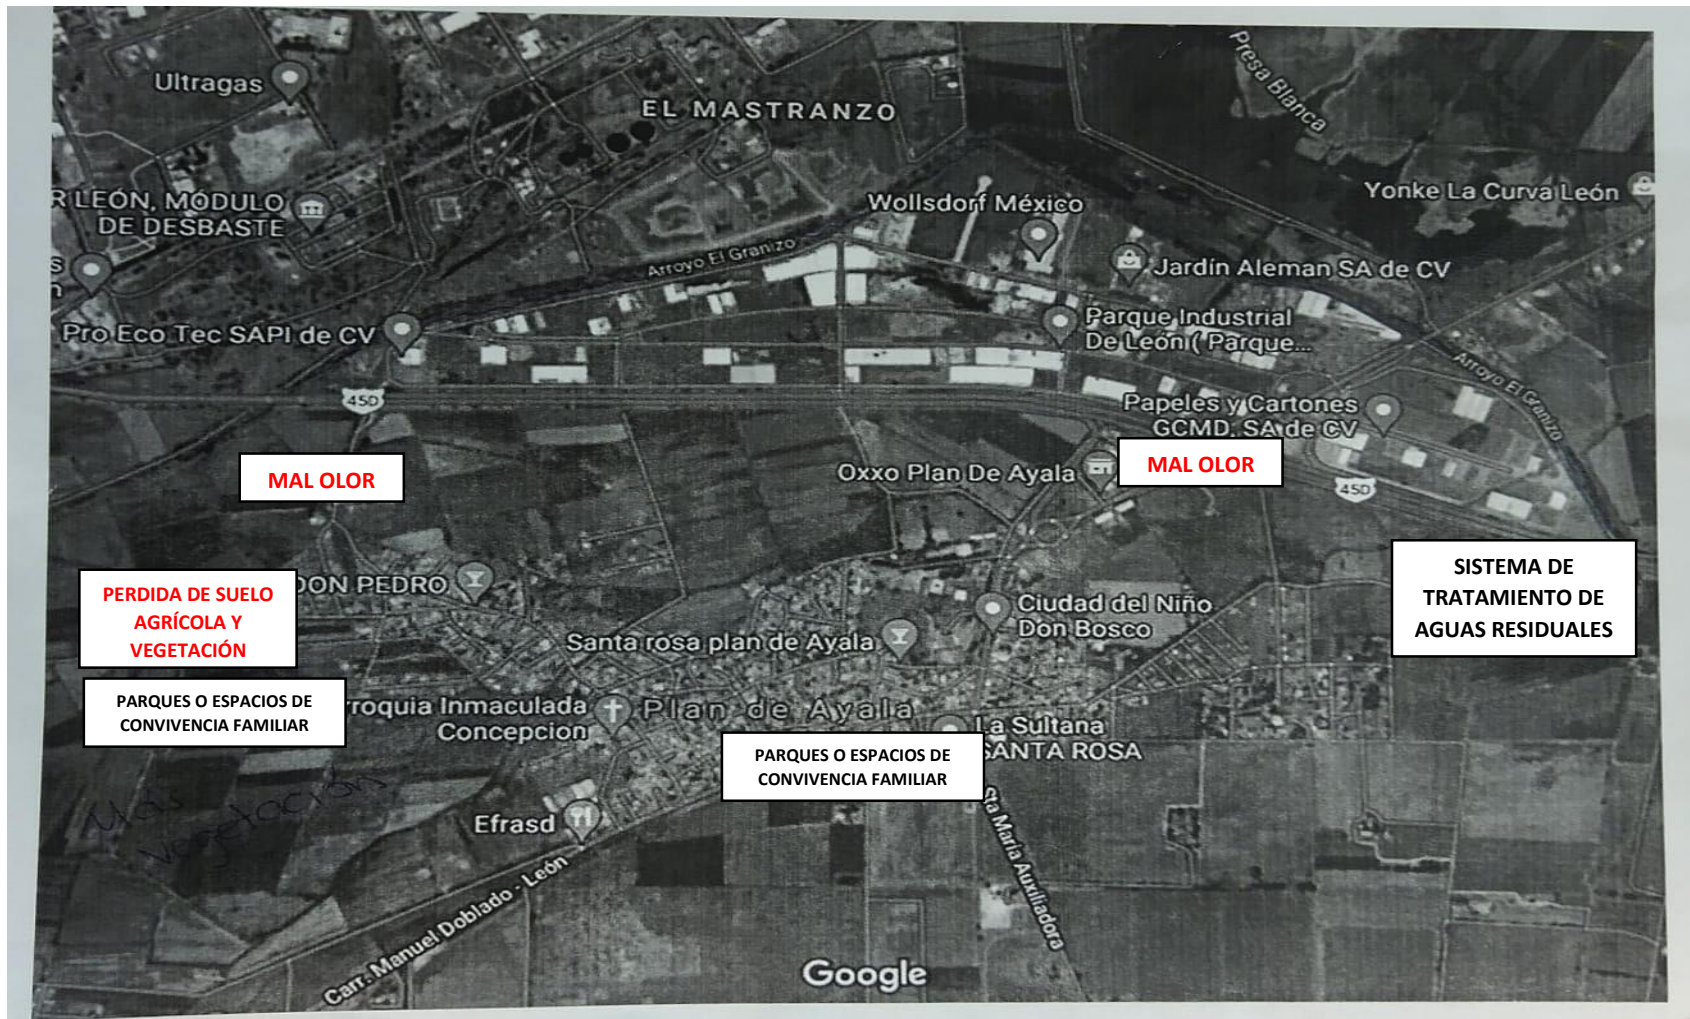 Ultragas
EL MASTRANZO
Presa Blanca
R LEÓN, MÓDULO
DE DESBASTE
Wollsdorf México
Yonke La Curva León
s
n
Arroyo El Granizo
Jardín Aleman SA de CV
Pro Eco Tec SAPI de CV
Parque Industrial
De León ( Parque...
Arroyo El Granizo
45D
Papeles y Cartones
GCMD, SA de CV
MAL OLOR
Oxxo Plan De Ayala
MAL OLOR
45D
SISTEMA DE
TRATAMIENTO DE
AGUAS RESIDUALES
PERDIDA DE SUELO
AGRÍCOLA Y
VEGETACIÓN
DON PEDRO
Ciudad del Niño
Don Bosco
Santa rosa plan de Ayala
PARQUES O ESPACIOS DE
CONVIVENCIA FAMILIAR
rroquia Inmaculada
Concepcion
Plan de Ayala
La Sultana
SANTA ROSA
PARQUES O ESPACIOS DE
CONVIVENCIA FAMILIAR
Más
vegetación
Efrasd
Sta María Auxiliadora
Carr. Manuel Doblado - León
Google